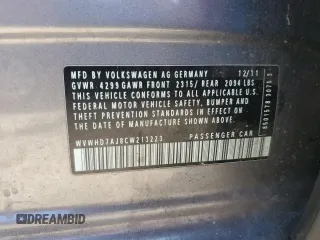 MFD. BY VOLKSWAGEN AG GERMANY 12/11
GVWR 4299 GAWR FRONT 2315/ REAR 2094 LBS
THIS VEHICLE CONFORMS TO ALL APPLICABLE U.S.
FEDERAL MOTOR VEHICLE SAFETY, BUMPER AND
THEFT PREVENTION STANDARDS IN EFFECT ON THE
DATE OF MANUFACTURE SHOWN ABOVE.
WVWHD7AJ8CW213223 PASSENGER CAR
DREAMBID